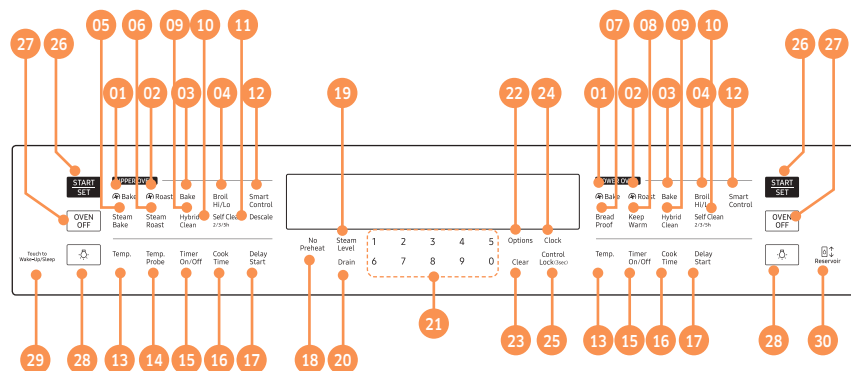 05 06 09 10 11 07 08 09 10
27 26 26 27
01 02 03 04 12 19 22 24 01 02 03 04 12
START
SET
UPPER OVEN
Bake Roast Bake Broil
Hi/Lo
Smart
Control
OVEN
OFF
Steam
Bake
Steam
Roast
Hybrid
Clean
Self Clean
2/3/5h
Descale
Touch to
Wake-Up/Sleep
Temp.
Temp.
Probe
Timer
On/Off
Cook
Time
Delay
Start
No
Preheat
Steam
Level
Drain
1 2 3 4 5
6 7 8 9 0
Options
Clock
Clear
Control
Lock(3sec)
LOWER OVEN
Bake Roast Bake Broil
Hi/Lo
Smart
Control
START
SET
Bread
Proof
Keep
Warm
Hybrid
Clean
Self Clean
2/3/5h
OVEN
OFF
Temp.
Timer
On/Off
Cook
Time
Delay
Start
Reservoir
21
29 28 13 14 15 16 17 18 20 23 25 13 15 16 17 28 30